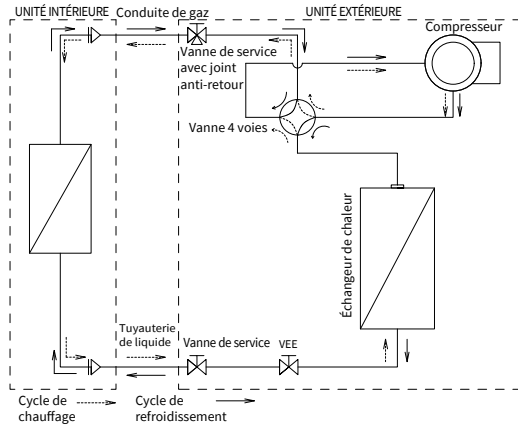 UNITÉ INTÉRIEURE
Conduite de gaz
UNITÉ EXTÉRIEURE
Compresseur
Vanne de service
avec joint
anti-retour
Vanne 4 voies
Échangeur de chaleur
Tuyauterie
de liquide
Vanne de service
VEE
Cycle de
chauffage
Cycle de
refroidissement